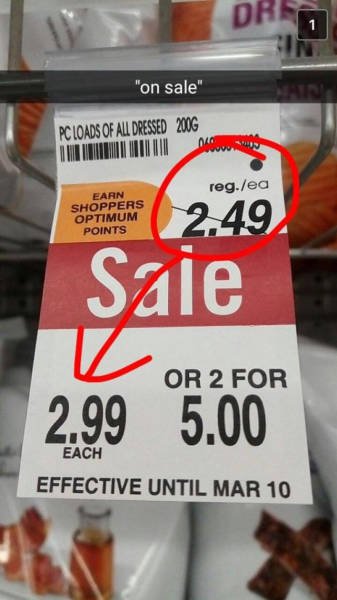 1
"on sale"
PC LOADS OF ALL DRESSED 200G
reg./ea
EARN
SHOPPERS
OPTIMUM
POINTS
2.49
Sale
OR 2 FOR
2.99 5.00
EACH
EFFECTIVE UNTIL MAR 10